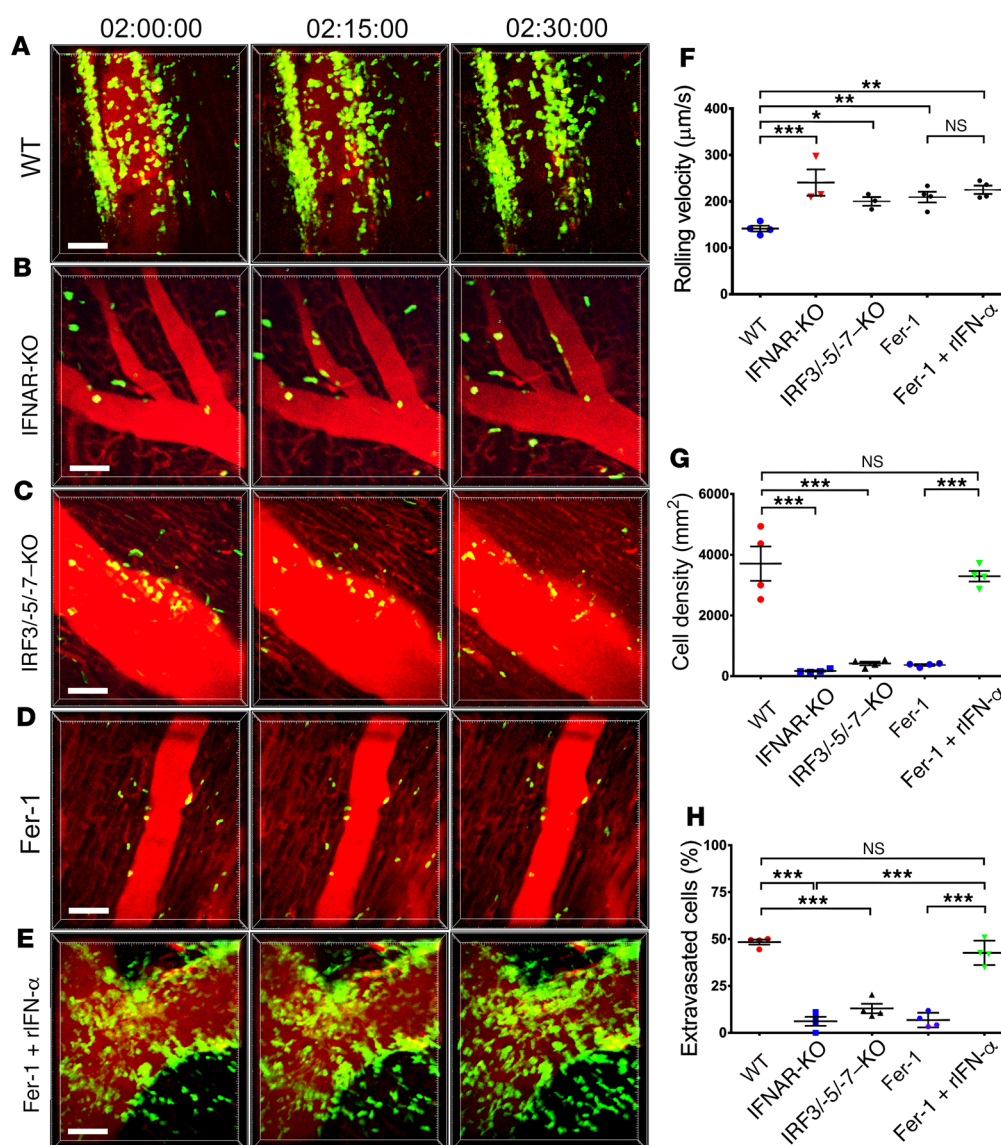 02:00:00 02:15:00 02:30:00
A
WT
B
IFNAR-KO
C
IRF3/-5/-7–KO
D
Fer-1
E
Fer-1 + rIFN-α
F
**
**
*
***
NS
Rolling velocity (μm/s)
400
300
200
100
0
WT
IFNAR-KO
IRF3/-5/-7–KO
Fer-1
Fer-1 + rIFN-α
G
NS
***
***
***
Cell density (mm²)
6000
4000
2000
0
WT
IFNAR-KO
IRF3/-5/-7–KO
Fer-1
Fer-1 + rIFN-α
H
NS
***
***
***
***
Extravasated cells (%)
100
50
25
0
WT
IFNAR-KO
IRF3/-5/-7–KO
Fer-1
Fer-1 + rIFN-α